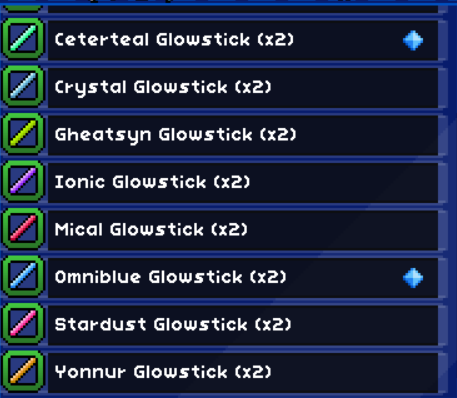 Ceterteal Glowstick (x2)
Crystal Glowstick (x2)
Gheatsyn Glowstick (x2)
Ionic Glowstick (x2)
Mical Glowstick (x2)
Omniblue Glowstick (x2)
Stardust Glowstick (x2)
Yonnur Glowstick (x2)